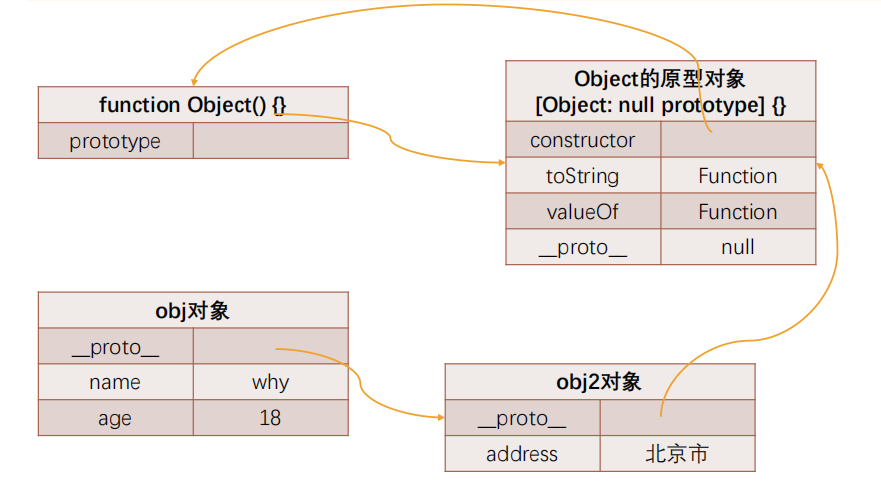 function Object() {}
prototype
Object的原型对象
[Object: null prototype] {}
constructor
toString Function
valueOf Function
__proto__ null
obj对象
__proto__
name why
age 18
obj2对象
__proto__
address 北京市